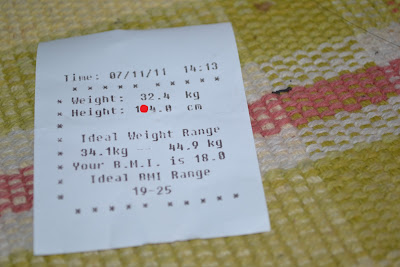 Time: 07/11/11 14:13
* * * * * * * *
* Weight: 32.4 kg
* Height: cm
*
* Ideal Weight Range
* 34.1kg -- 44.9 kg
* Your B.M.I. is 18.0
* Ideal BMI Range
* 19-25
* * * * * * * *